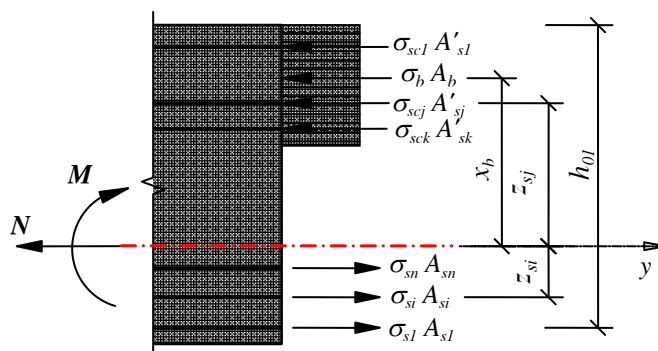 σsc1 A′s1
σb Ab
σscj A′sj
σsck A′sk
M
N
xb
zsj
h01
zsi
y
σsn Asn
σsi Asi
σs1 As1